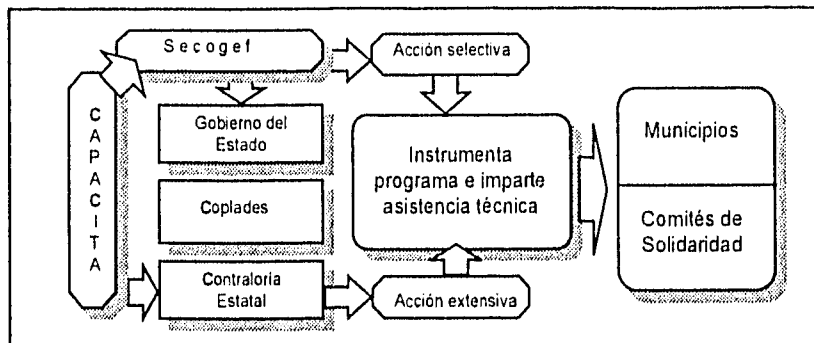 Secogef
Acción selectiva
CAPACITA
Gobierno del
Estado
Instrumenta
programa e imparte
asistencia técnica
Municipios
Coplades
Comités de
Solidaridad
Contraloría
Estatal
Acción extensiva